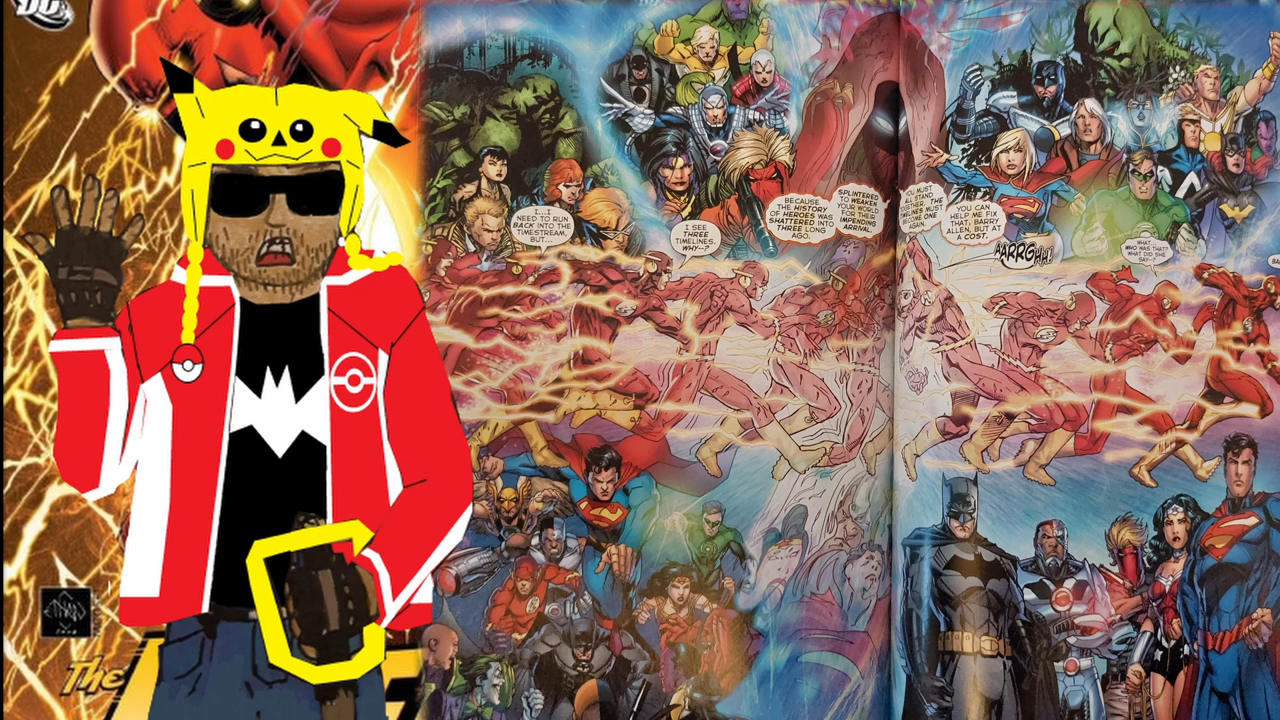 DC
The
I...I
NEED TO RUN
BACK INTO THE
TIMESTREAM,
BUT...
I SEE
THREE
TIMELINES.
WHY--?
BECAUSE
THE HISTORY
OF HEROES WAS
SHATTERED INTO
THREE LONG
AGO.
SPLINTERED
TO WEAKEN
YOUR WORLD
FOR THEIR
IMPENDING
ARRIVAL.
YOU MUST
ALL STAND
TOGETHER. THE
TIMELINES MUST
BECOME ONE
AGAIN.
YOU CAN
HELP ME FIX
THAT, BARRY
ALLEN, BUT AT
A COST.
AARRGHH!
WHAT,
WHO WAS THAT?
WHAT DID SHE
SAY--?